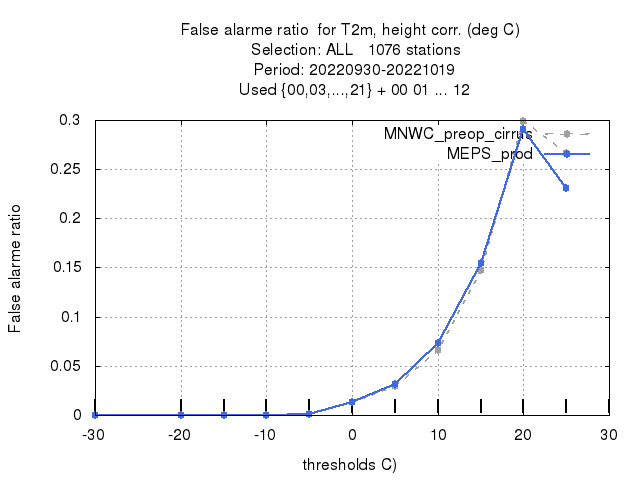 False alarme ratio  for T2m, height corr. (deg C)
Selection: ALL   1076 stations
Period: 20220930-20221019
Used {00,03,...,21} + 00 01 ... 12
MNWC_preop_cirrus
MEPS_prod
False alarme ratio
0.3
0.25
0.2
0.15
0.1
0.05
0
-30 -20 -10 0 10 20 30
thresholds C)